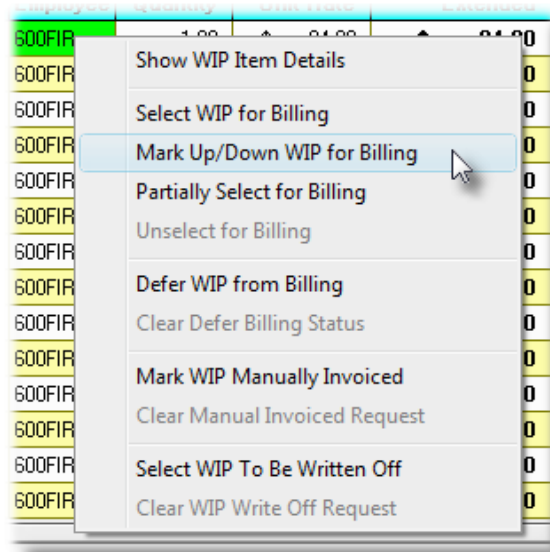 Employee Quantity Unit Rate Extended
600FIR
600FIR
600FIR
600FIR
600FIR
600FIR
600FIR
600FIR
600FIR
600FIR
600FIR
600FIR
600FIR
600FIR
Show WIP Item Details
Select WIP for Billing
Mark Up/Down WIP for Billing
Partially Select for Billing
Unselect for Billing
Defer WIP from Billing
Clear Defer Billing Status
Mark WIP Manually Invoiced
Clear Manual Invoiced Request
Select WIP To Be Written Off
Clear WIP Write Off Request